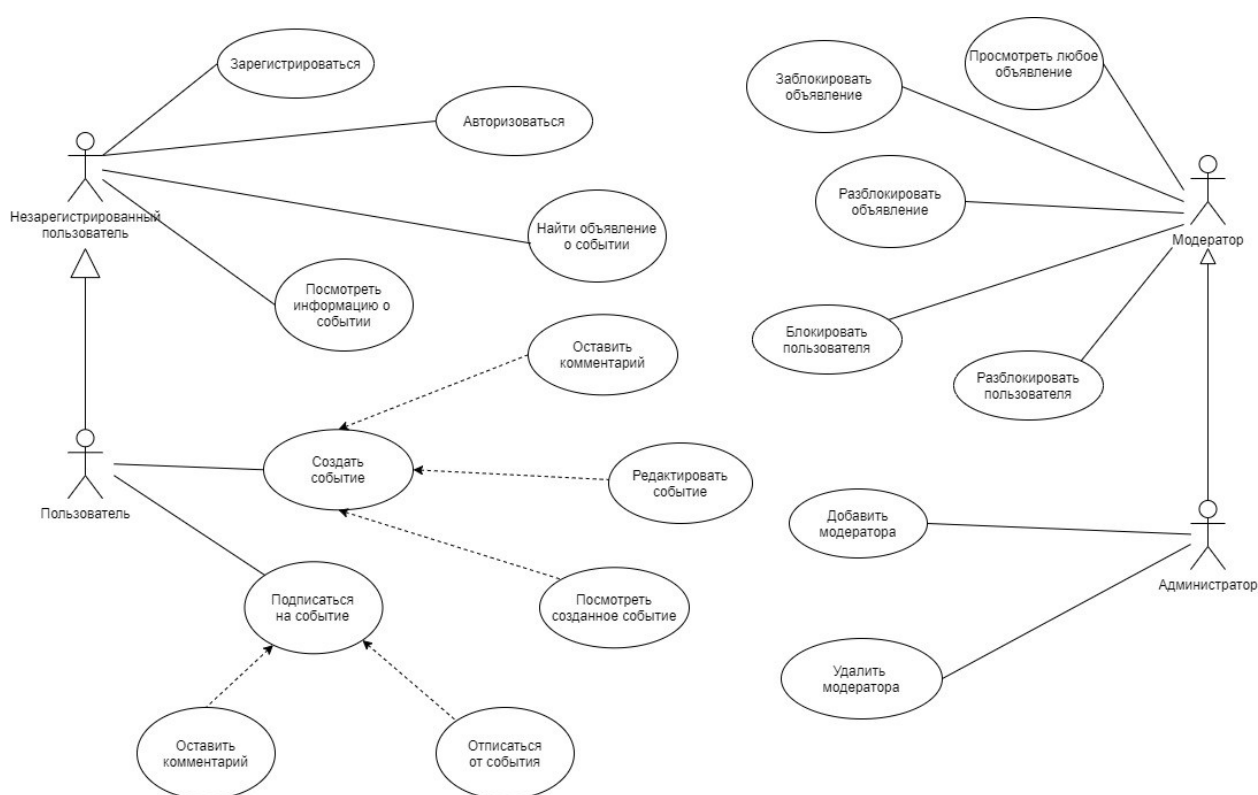 Зарегистрироваться
Авторизоваться
Незарегистрированный
пользователь
Найти объявление
о событии
Посмотреть
информацию о
событии
Оставить
комментарий
Создать
событие
Редактировать
событие
Пользователь
Подписаться
на событие
Посмотреть
созданное событие
Оставить
комментарий
Отписаться
от события
Просмотреть любое
объявление
Заблокировать
объявление
Разблокировать
объявление
Модератор
Блокировать
пользователя
Разблокировать
пользователя
Добавить
модератора
Администратор
Удалить
модератора